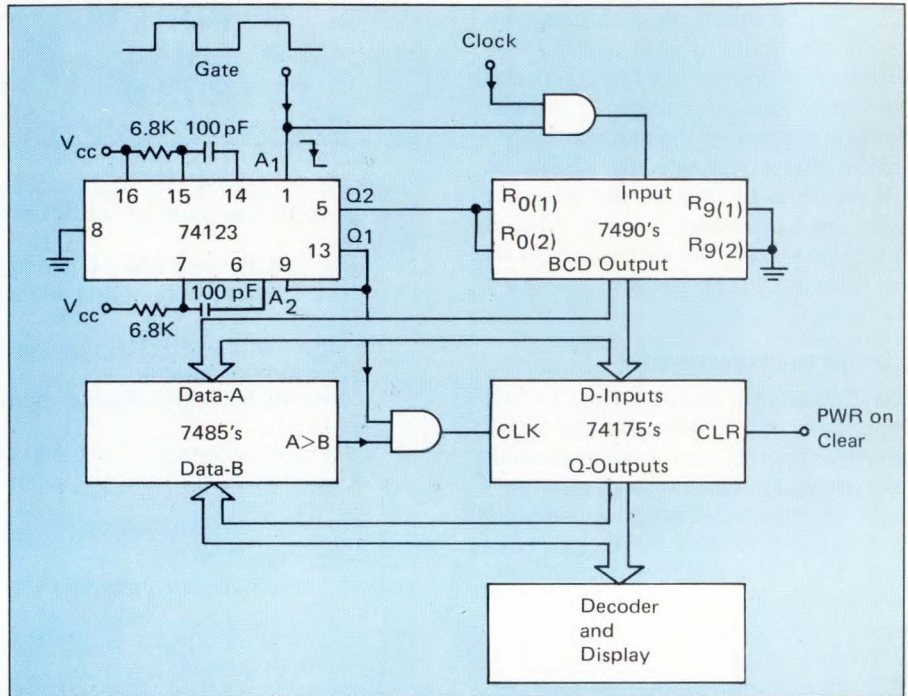 Clock
Gate
6.8K 100 pF
Vcc
A1
16 15 14 1
5 Q2
R0(1) Input R9(1)
8 74123
13 Q1
R0(2) 7490's R9(2)
7 6 9
BCD Output
100 pF A2
Vcc
6.8K
Data-A
D-Inputs
PWR on
7485's A>B
CLK 74175's CLR
Clear
Data-B
Q-Outputs
Decoder
and
Display